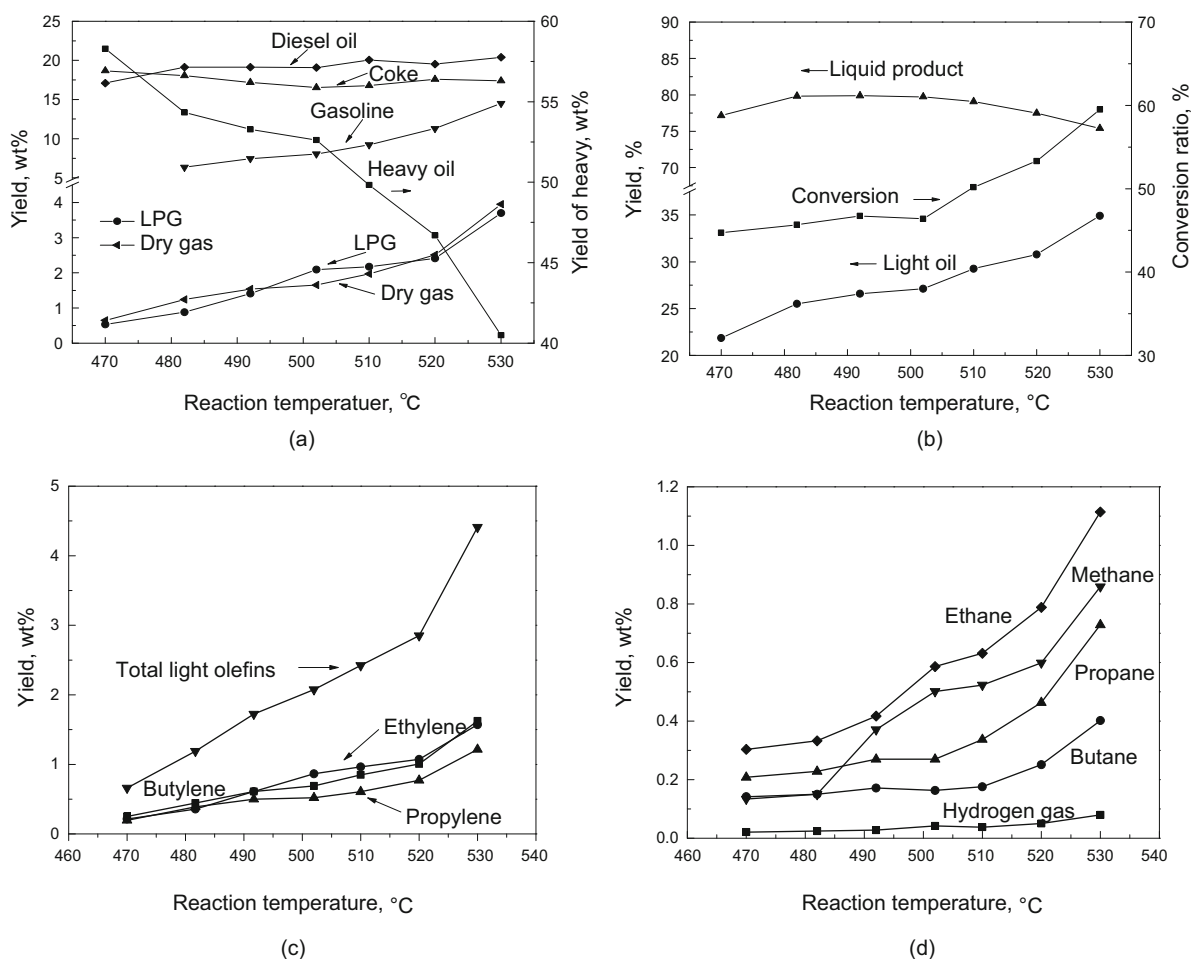 25
20
15
10
5
4
3
2
1
0
Yield, wt%
Diesel oil
Coke
Gasoline
Heavy oil
LPG
Dry gas
LPG
Dry gas
60
55
50
45
40
Yield of heavy, wt%
470 480 490 500 510 520 530
Reaction temperatuer, °C
(a)
90
85
80
75
70
35
30
25
20
Yield, %
Liquid product
Conversion
Light oil
70
60
50
40
30
Conversion ratio, %
470 480 490 500 510 520 530
Reaction temperature, °C
(b)
5
4
3
2
1
0
Yield, wt%
Total light olefins
Ethylene
Butylene
Propylene
460 470 480 490 500 510 520 530 540
Reaction temperature, °C
(c)
1.2
1.0
0.8
0.6
0.4
0.2
0.0
Yield, wt%
Methane
Ethane
Propane
Butane
Hydrogen gas
460 470 480 490 500 510 520 530 540
Reaction temperature, °C
(d)